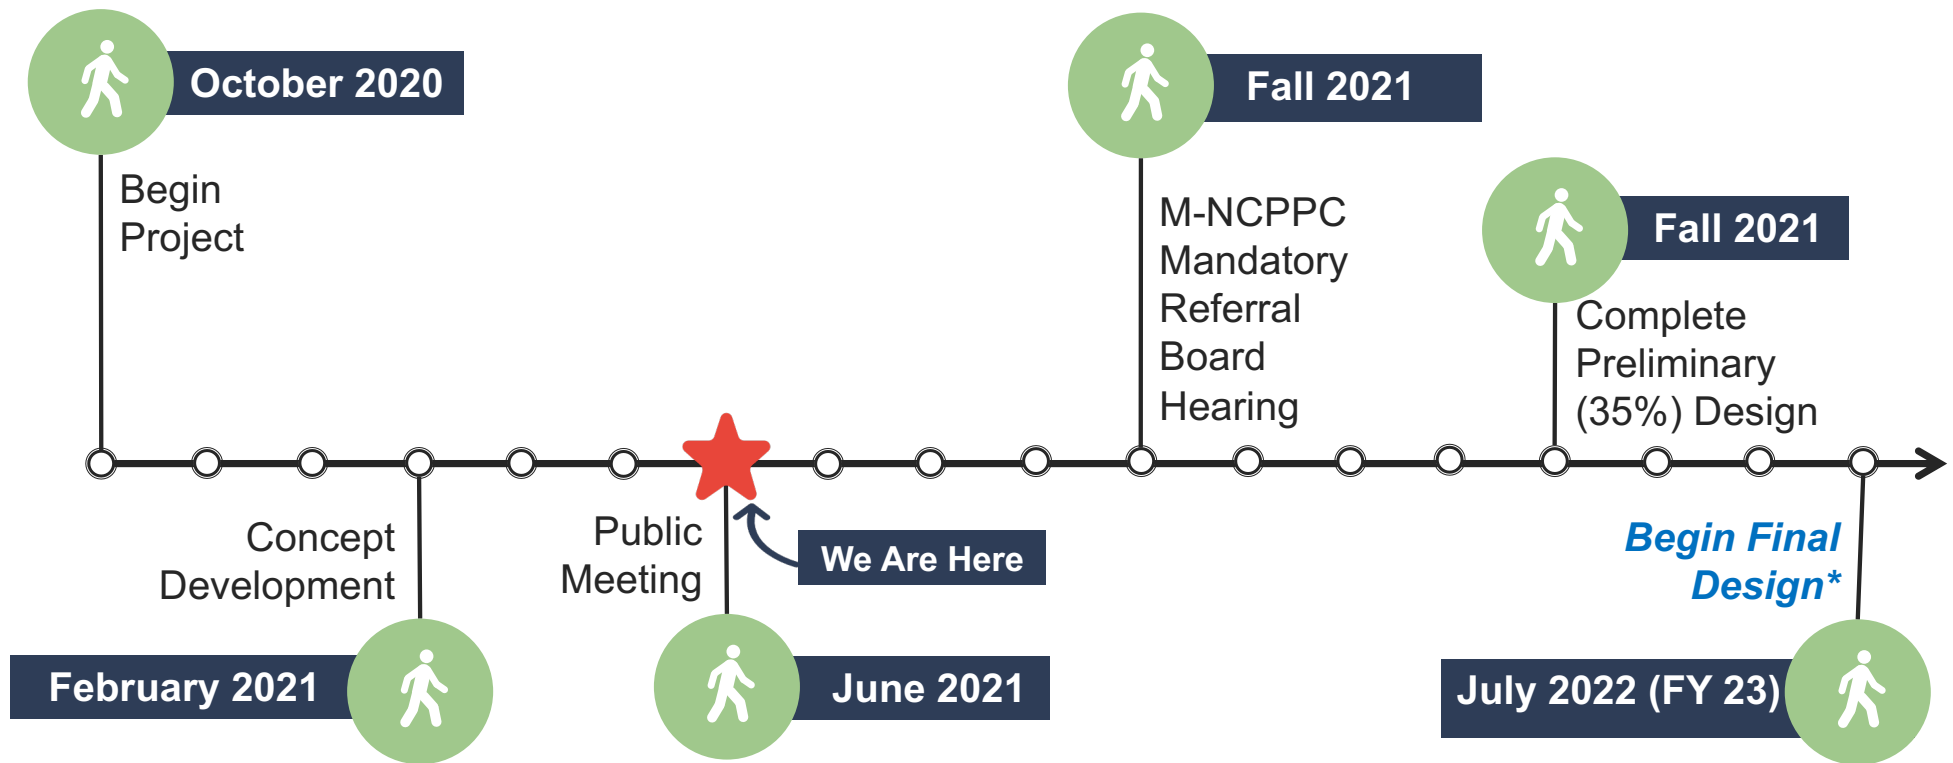 October 2020
Begin
Project
Fall 2021
M-NCPPC
Mandatory
Referral
Board
Hearing
Fall 2021
Complete
Preliminary
(35%) Design
Concept
Development
February 2021
Public
Meeting
We Are Here
June 2021
Begin Final
Design*
July 2022 (FY 23)